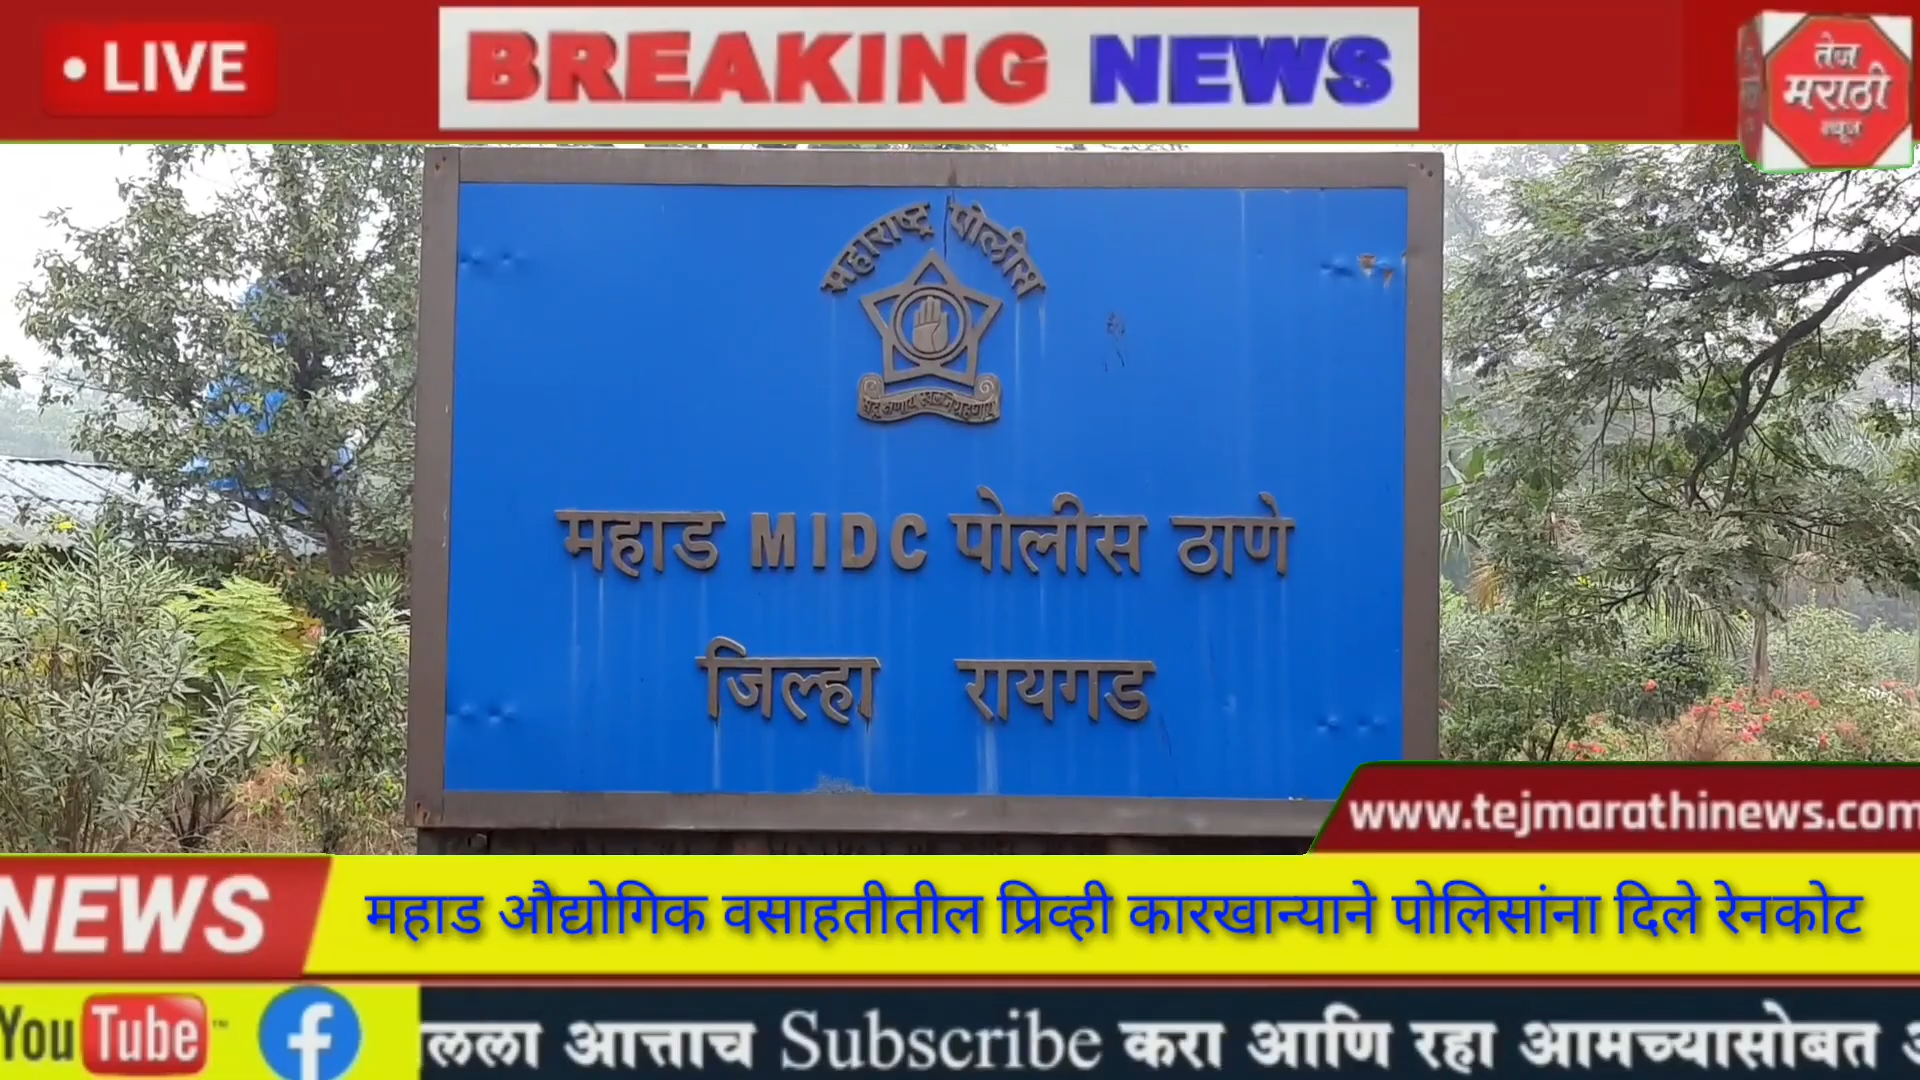 LIVE
BREAKING NEWS
तेज
मराठी
न्यूज
महाराष्ट्र पोलीस
महाड MIDC पोलीस ठाणे
जिल्हा रायगड
www.tejmarathinews.com
NEWS
महाड औद्योगिक वसाहतीतील प्रिव्ही कारखान्याने पोलिसांना दिले रेनकोट
YouTube
f
लला आत्ताच Subscribe करा आणि रहा आमच्यासोबत